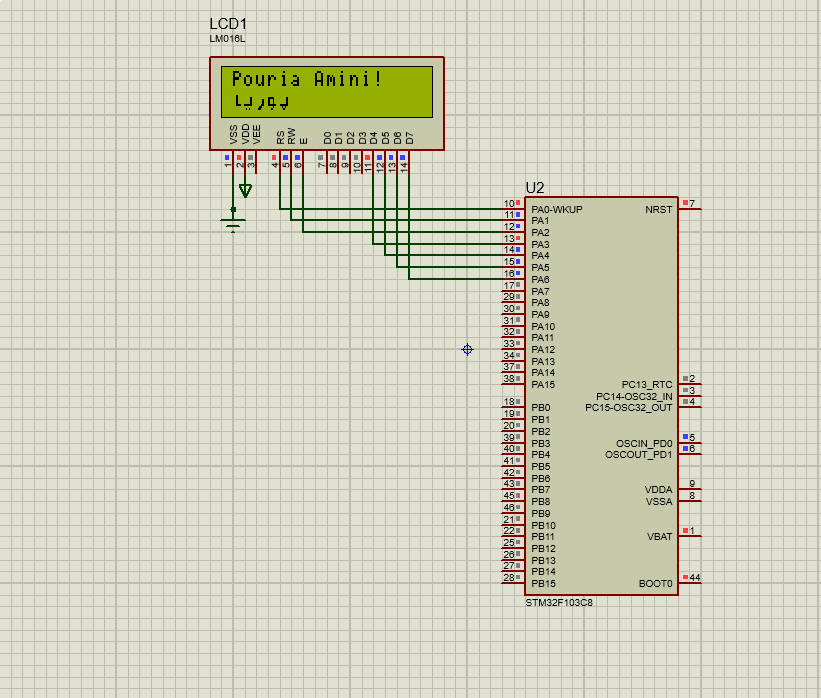 LCD1
LM016L
Pouria Amini!
پوریا
VSS
VDD
VEE
RS
RW
E
D0
D1
D2
D3
D4
D5
D6
D7
1
2
3
4
5
6
7
8
9
10
11
12
13
14
U2
10 PA0-WKUP
11 PA1
12 PA2
13 PA3
14 PA4
15 PA5
16 PA6
17 PA7
29 PA8
30 PA9
31 PA10
32 PA11
33 PA12
34 PA13
37 PA14
38 PA15
18 PB0
19 PB1
20 PB2
39 PB3
40 PB4
41 PB5
42 PB6
43 PB7
45 PB8
46 PB9
21 PB10
22 PB11
25 PB12
26 PB13
27 PB14
28 PB15
NRST 7
PC13_RTC 2
PC14-OSC32_IN 3
PC15-OSC32_OUT 4
OSCIN_PD0 5
OSCOUT_PD1 6
VDDA 9
VSSA 8
VBAT 1
BOOT0 44
STM32F103C8